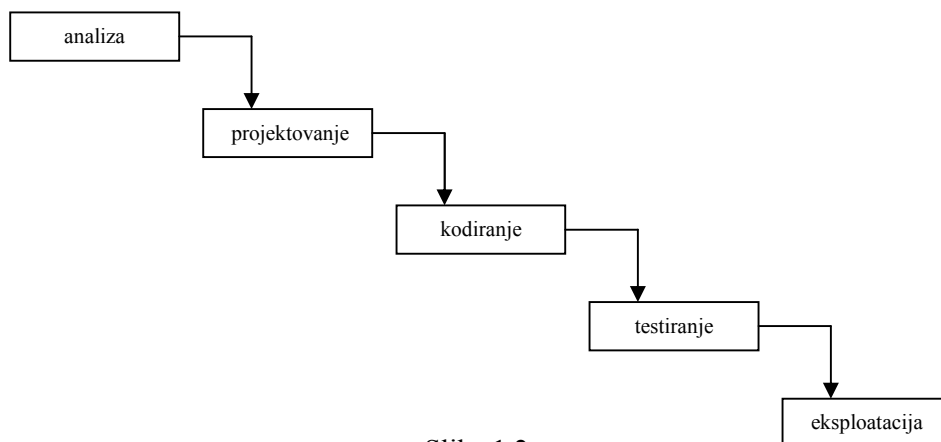 analiza
projektovanje
kodiranje
testiranje
eksploatacija